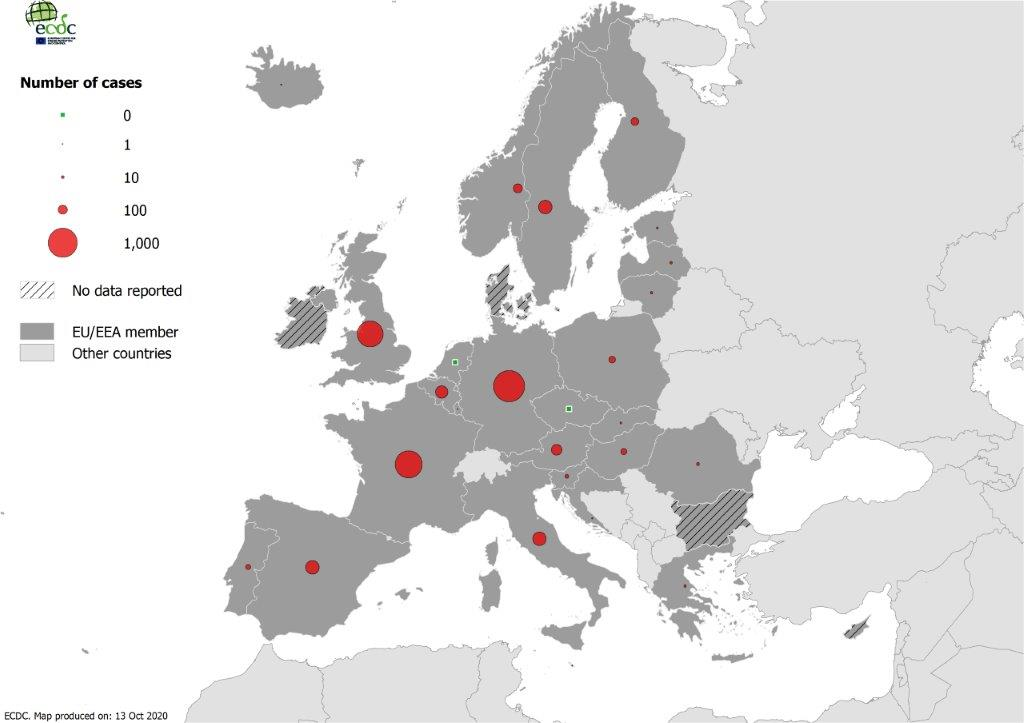 ecdc
Number of cases
0
1
10
100
1,000
No data reported
EU/EEA member
Other countries
ECDC. Map produced on: 13 Oct 2020